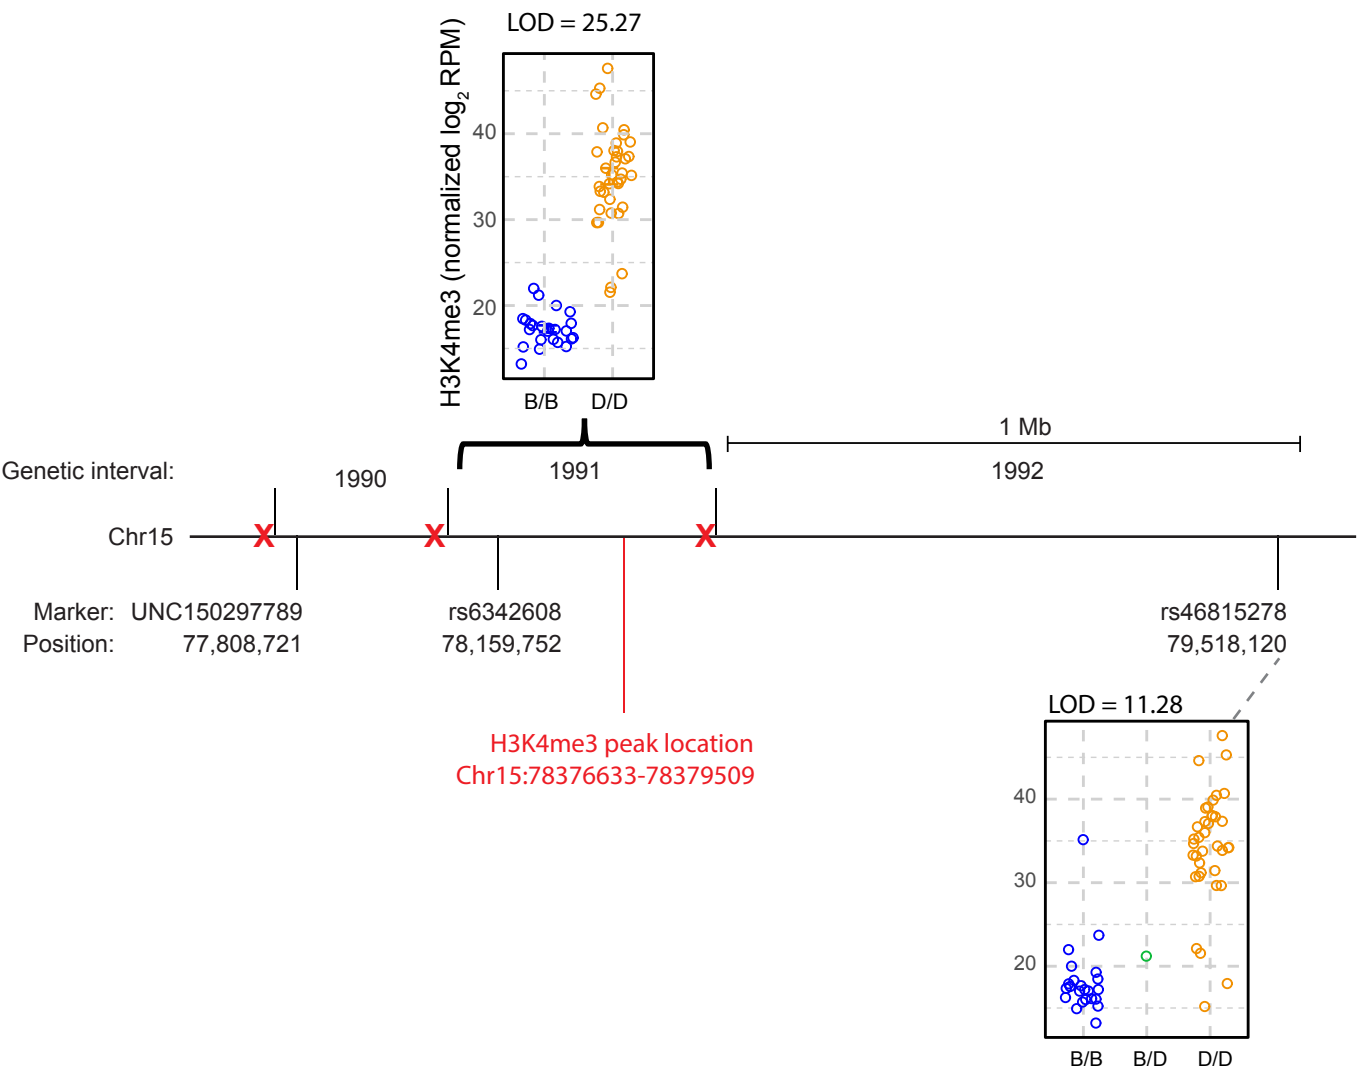 LOD = 25.27
H3K4me3 (normalized log2 RPM)
40
30
20
B/B D/D
1 Mb
Genetic interval: 1990 1991 1992
X X X
Chr15
Marker: UNC150297789 rs6342608 rs46815278
Position: 77,808,721 78,159,752 79,518,120
H3K4me3 peak location
Chr15:78376633-78379509
LOD = 11.28
40
30
20
B/B B/D D/D